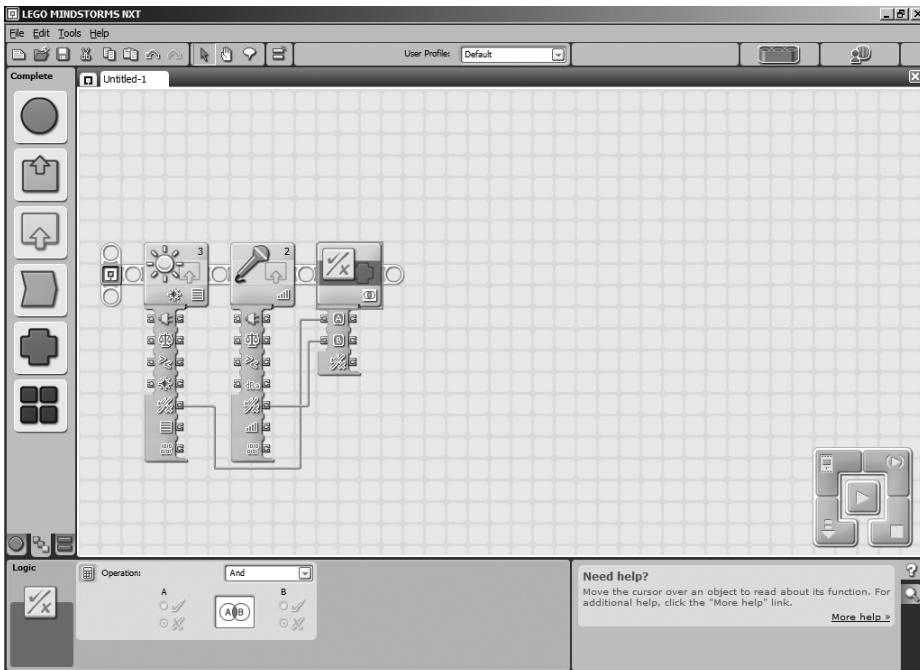 LEGO MINDSTORMS NXT
File Edit Tools Help
User Profile: Default
Complete
Untitled-1
3
2
A
B
dBA
Logic
Operation: And
A
B
A B
Need help?
Move the cursor over an object to read about its function. For
additional help, click the "More help" link.
More help »
?